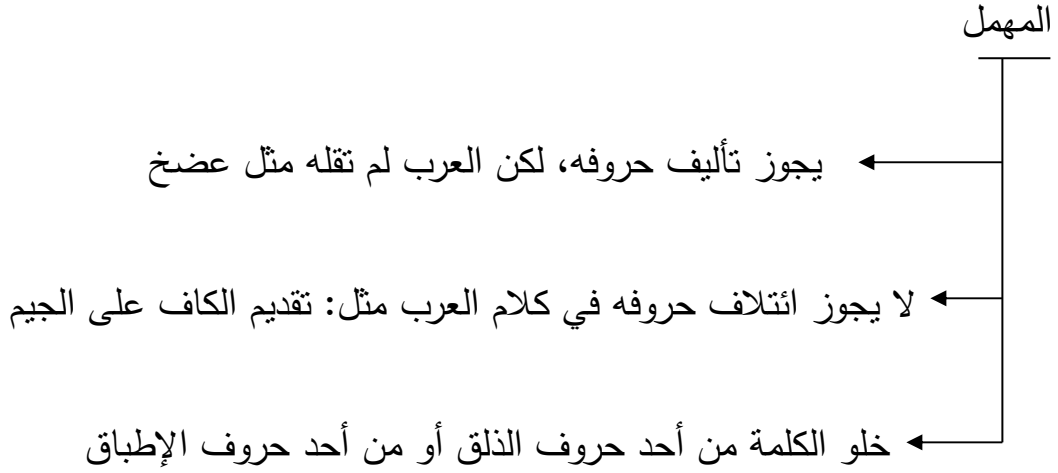 المهمل
يجوز تأليف حروفه، لكن العرب لم تقله مثل عضخ
لا يجوز ائتلاف حروفه في كلام العرب مثل: تقديم الكاف على الجيم
خلو الكلمة من أحد حروف الذلق أو من أحد حروف الإطباق